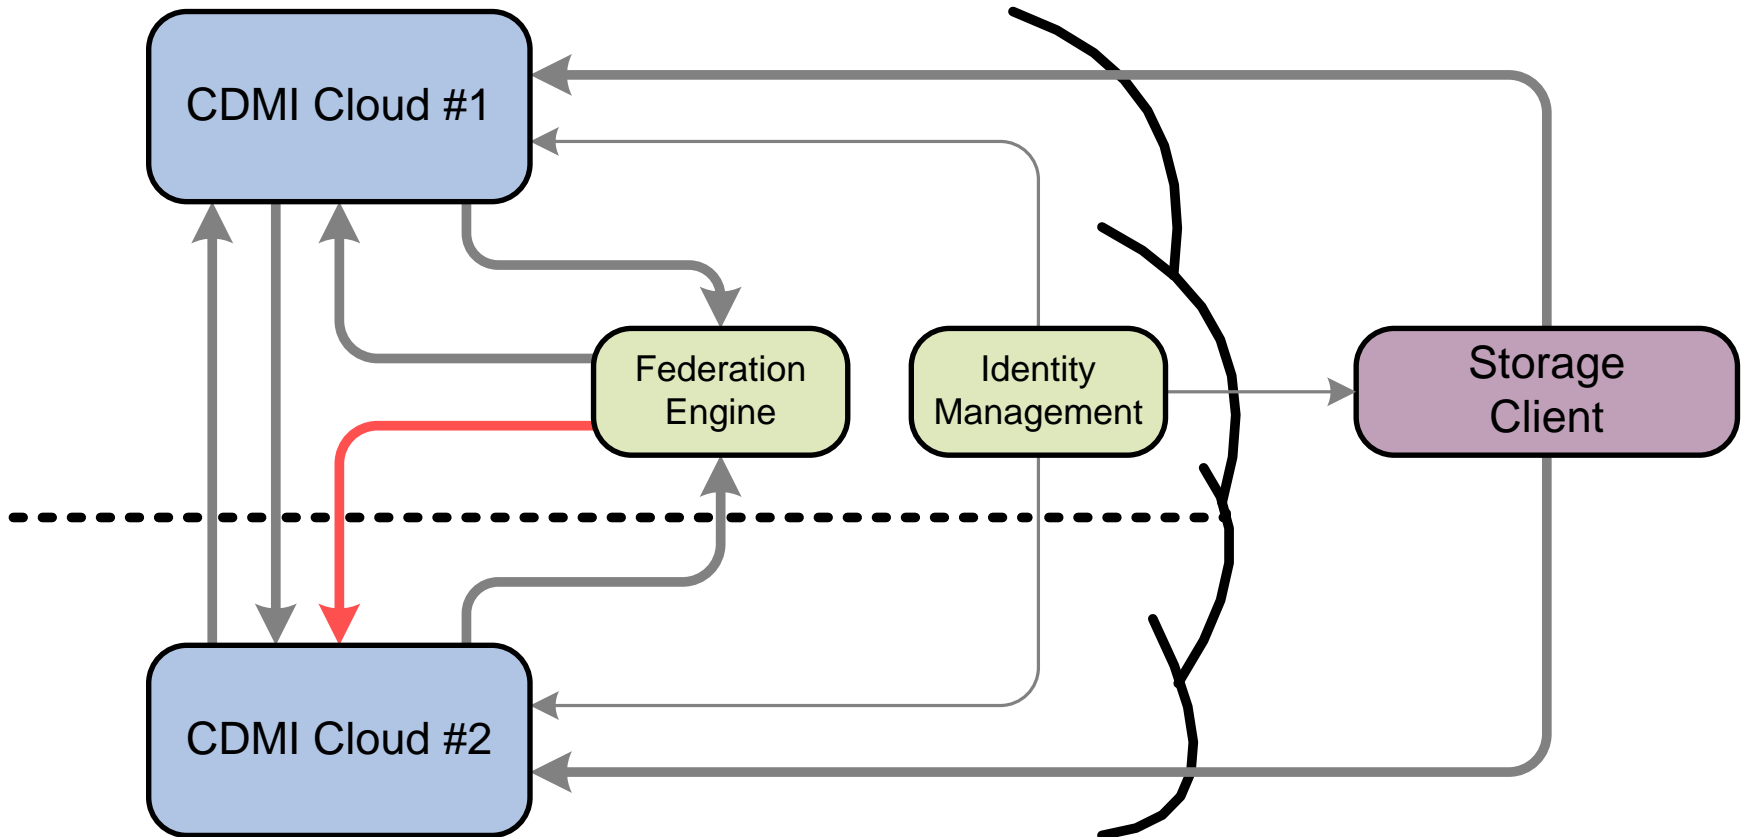 CDMI Cloud #1
Federation
Engine
Identity
Management
Storage
Client
CDMI Cloud #2